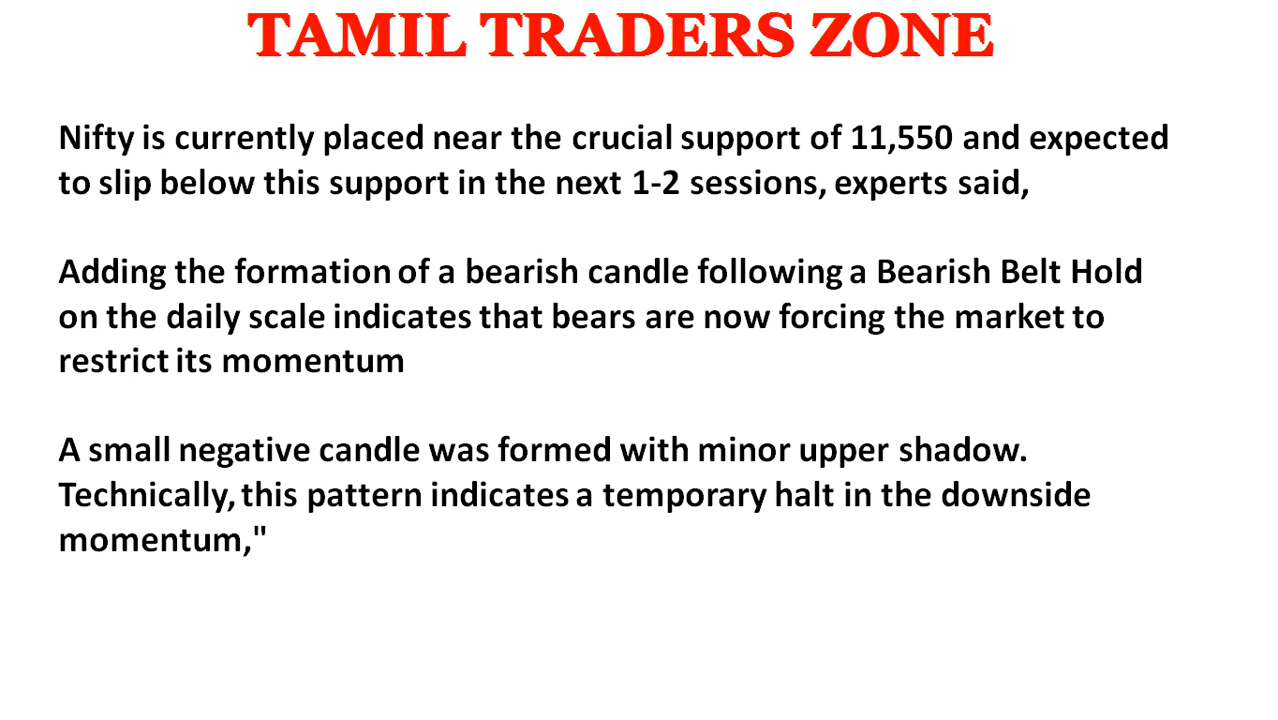 TAMIL TRADERS ZONE
Nifty is currently placed near the crucial support of 11,550 and expected
to slip below this support in the next 1-2 sessions, experts said,
Adding the formation of a bearish candle following a Bearish Belt Hold
on the daily scale indicates that bears are now forcing the market to
restrict its momentum
A small negative candle was formed with minor upper shadow.
Technically, this pattern indicates a temporary halt in the downside
momentum,"